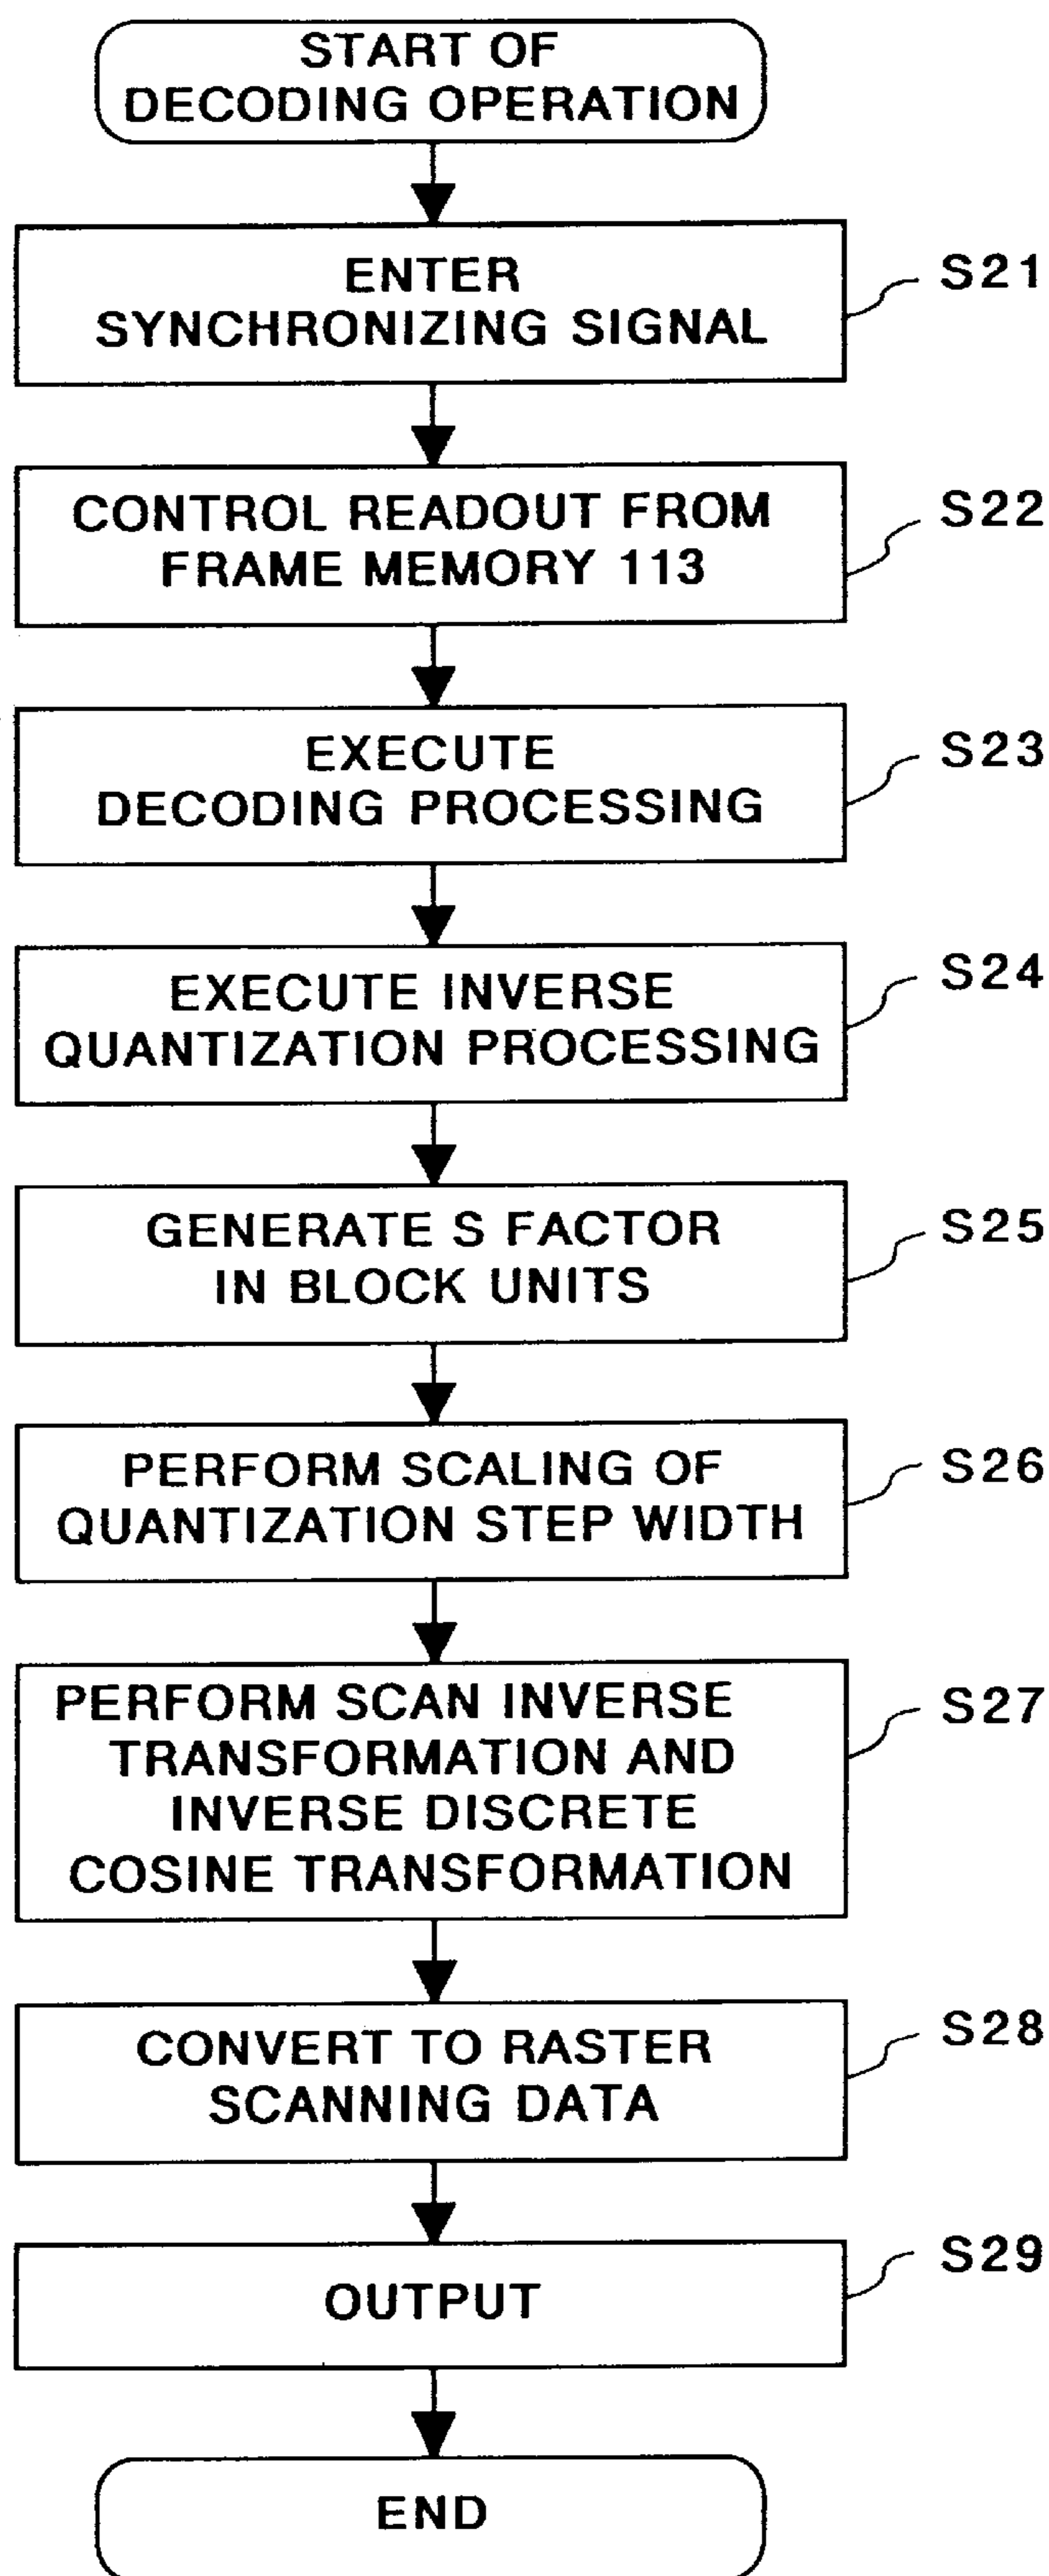 START OF
DECODING OPERATION
ENTER
SYNCHRONIZING SIGNAL
S21
CONTROL READOUT FROM
FRAME MEMORY 113
S22
EXECUTE
DECODING PROCESSING
S23
EXECUTE INVERSE
QUANTIZATION PROCESSING
S24
GENERATE S FACTOR
IN BLOCK UNITS
S25
PERFORM SCALING OF
QUANTIZATION STEP WIDTH
S26
PERFORM SCAN INVERSE
TRANSFORMATION AND
INVERSE DISCRETE
COSINE TRANSFORMATION
S27
CONVERT TO RASTER
SCANNING DATA
S28
OUTPUT
S29
END